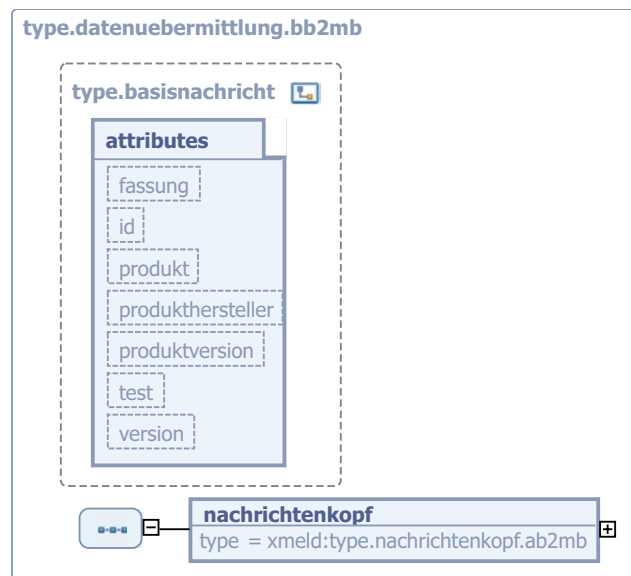 type.datenuebermittlung.bb2mb
type.basisnachricht
attributes
fassung
id
produkt
produkthersteller
produktversion
test
version
nachrichtenkopf
type = xmeld:type.nachrichtenkopf.ab2mb